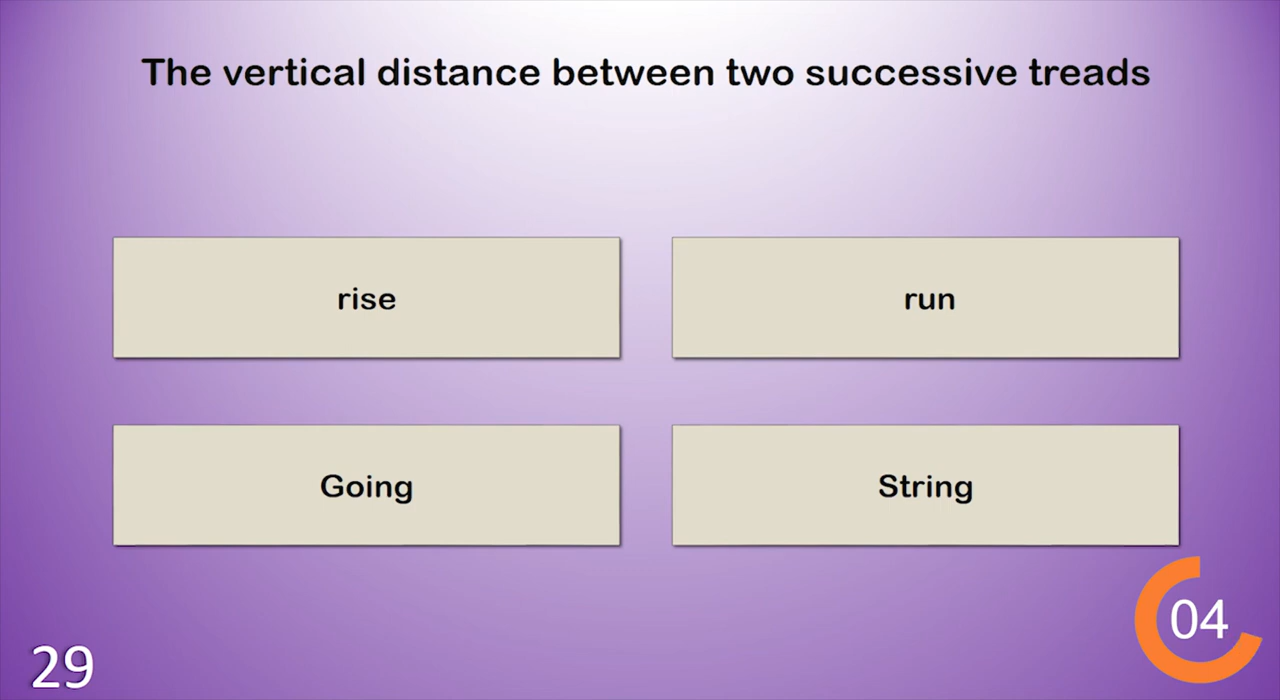 The vertical distance between two successive treads
rise
run
Going
String
04
29